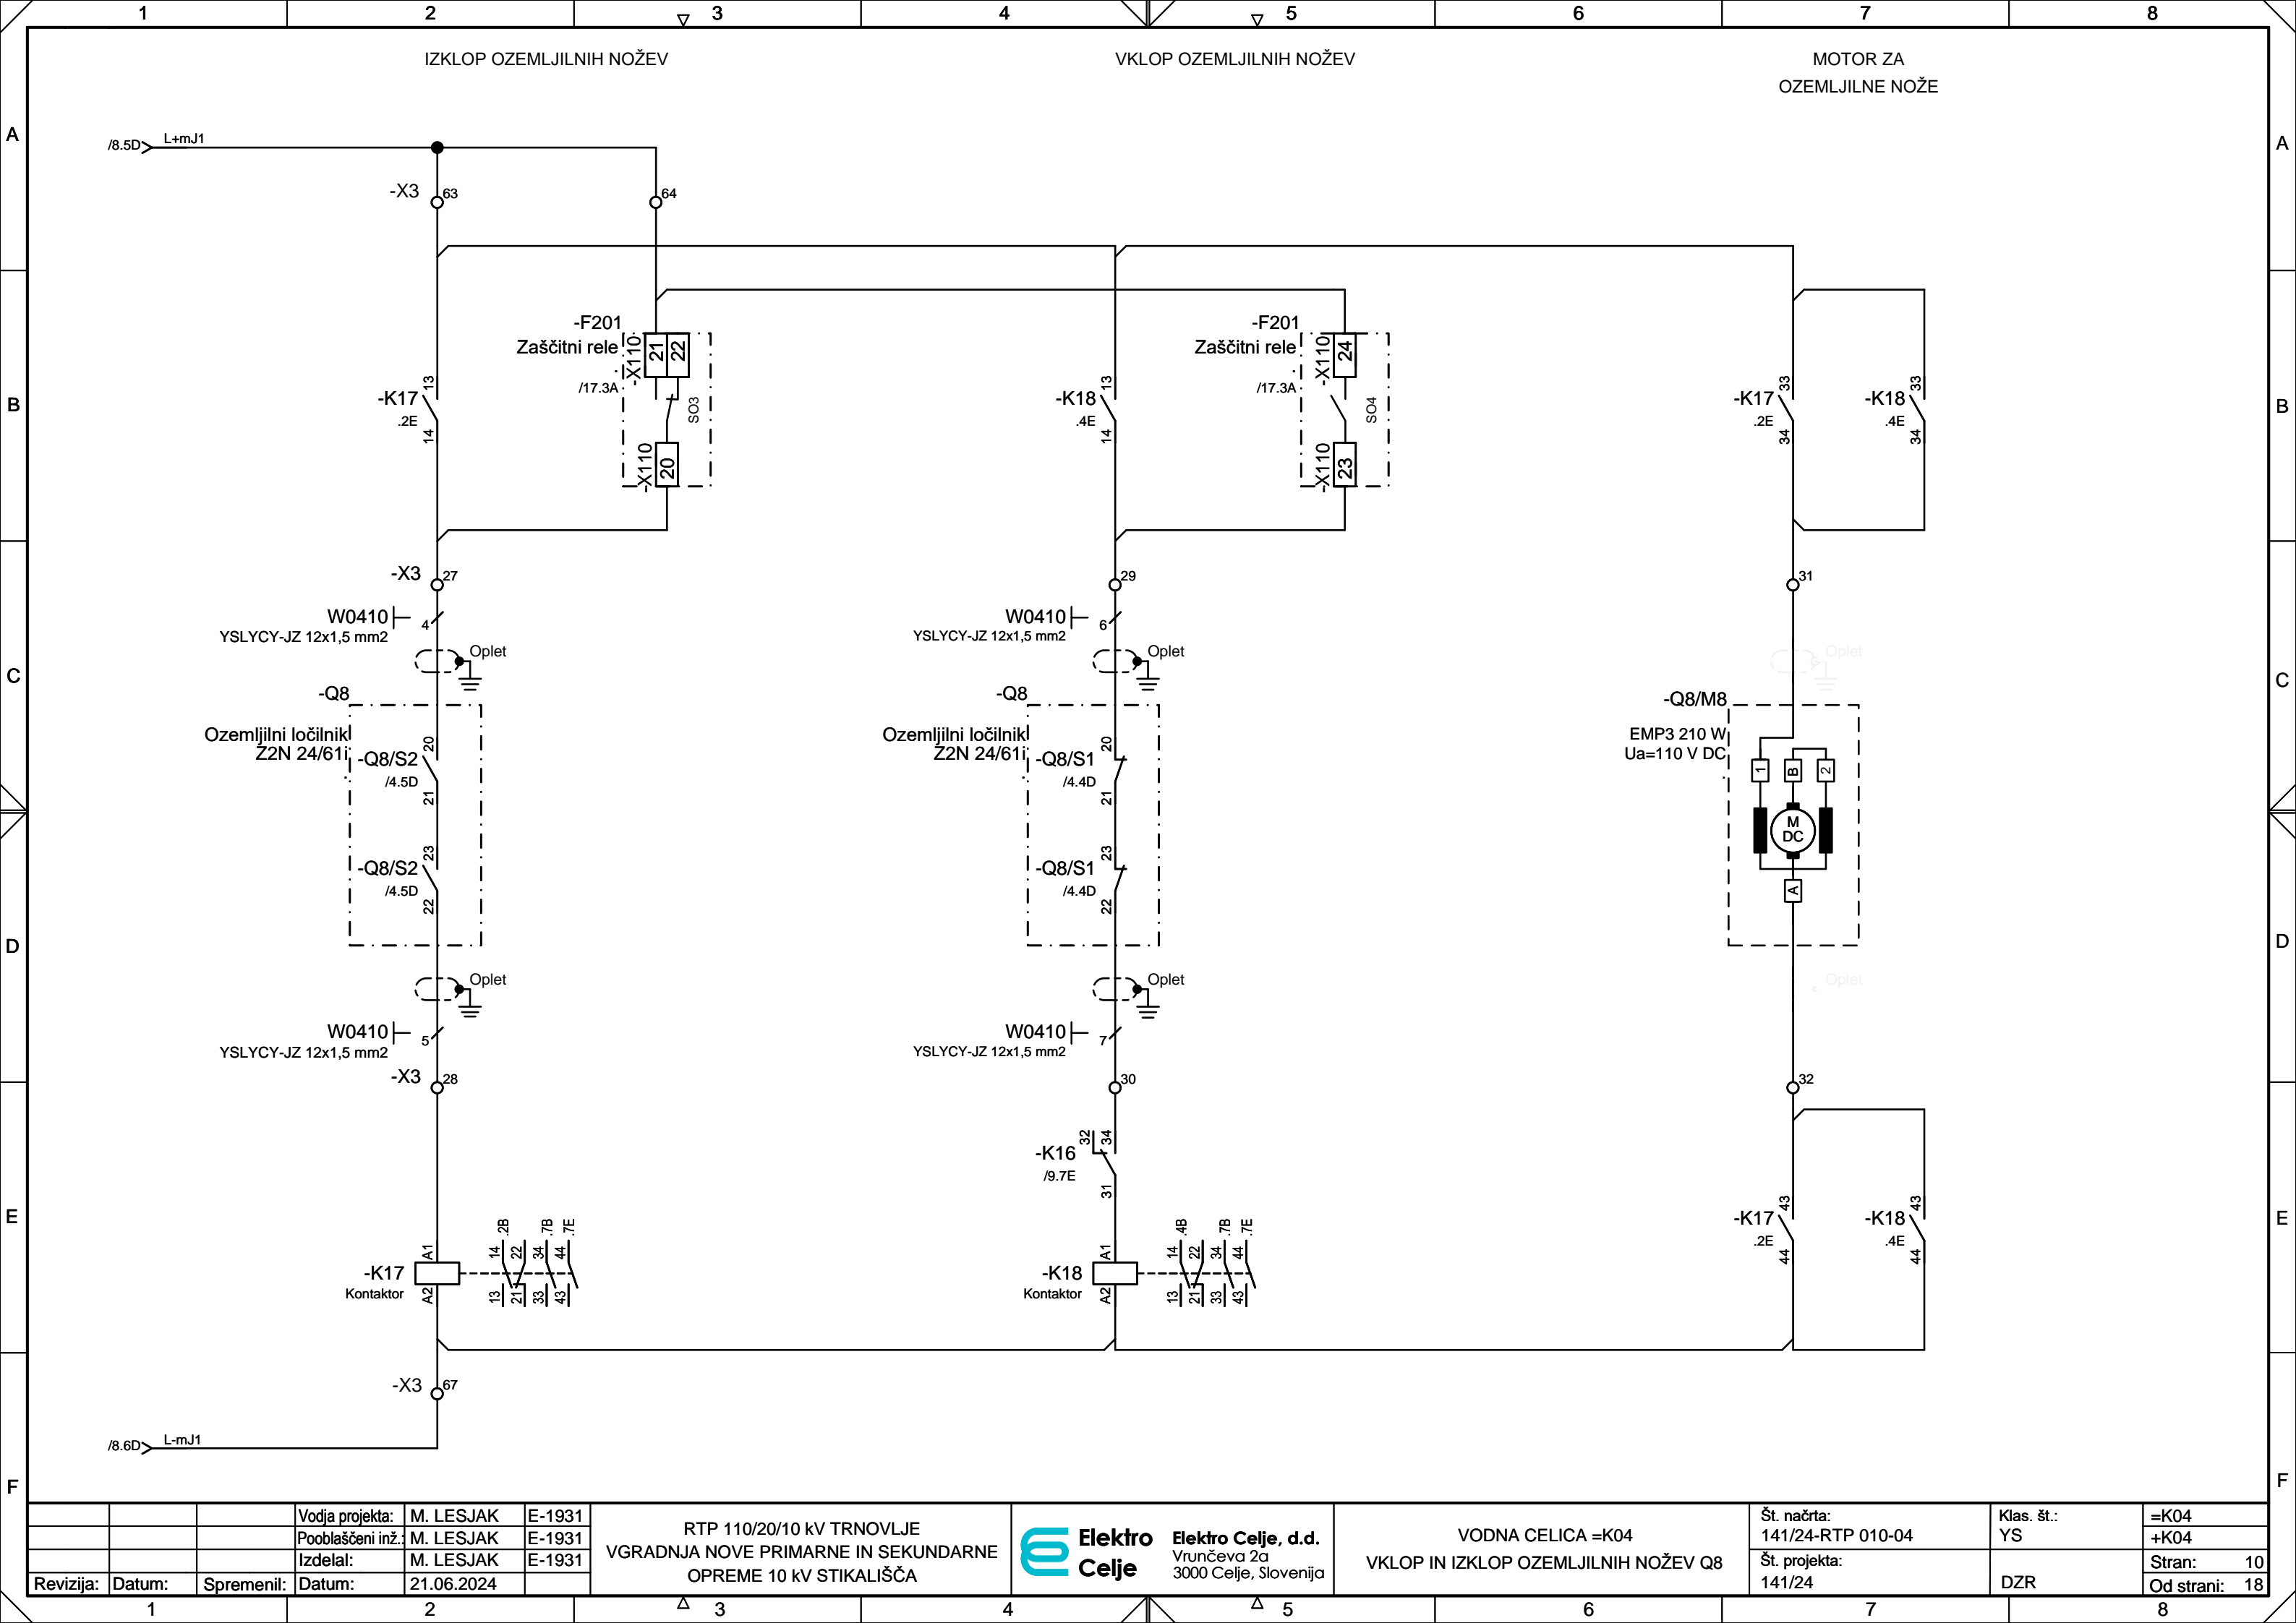 1 2 3 4 5 6 7 8
IZKLOP OZEMLJILNIH NOŽEV
VKLOP OZEMLJILNIH NOŽEV
MOTOR ZA
OZEMLJILNE NOŽE
A A
/8.5D L+mJ1
-X3 63 64
-F201
Zaščitni rele
/17.3A
-X110 21 22
SO3
-X110 20
-F201
Zaščitni rele
/17.3A
-X110 24
SO4
-X110 23
B B
-K17 13
.2E 14
-K18 13
.4E 14
-K17 33
.2E 34
-K18 33
.4E 34
-X3 27 29 31
W0410 4
YSLYCY-JZ 12x1,5 mm2
Oplet
W0410 6
YSLYCY-JZ 12x1,5 mm2
Oplet
Oplet
C C
-Q8
Ozemljilni ločilnik
Z2N 24/61i
-Q8/S2 20
/4.5D 21
-Q8/S2 23
/4.5D 22
-Q8
Ozemljilni ločilnik
Z2N 24/61i
-Q8/S1 20
/4.4D 21
-Q8/S1 23
/4.4D 22
-Q8/M8
EMP3 210 W
Ua=110 V DC
1 B 2
M
DC
A
D D
Oplet
W0410 5
YSLYCY-JZ 12x1,5 mm2
Oplet
W0410 7
YSLYCY-JZ 12x1,5 mm2
Oplet
-X3 28 30 32
-K16 32 34
/9.7E 31
E E
-K17 A1
Kontaktor A2
.2B .7B .7E
14 22 34 44
13 21 33 43
-K18 A1
Kontaktor A2
.4B .7B .7E
14 22 34 44
13 21 33 43
-K17 43
.2E 44
-K18 43
.4E 44
-X3 67
/8.6D L-mJ1
F F
Vodja projekta: M. LESJAK E-1931
Pooblaščeni inž.: M. LESJAK E-1931
Izdelal: M. LESJAK E-1931
Revizija: Datum: Spremenil: Datum: 21.06.2024
RTP 110/20/10 kV TRNOVLJE
VGRADNJA NOVE PRIMARNE IN SEKUNDARNE
OPREME 10 kV STIKALIŠČA
Elektro
Celje
Elektro Celje, d.d.
Vrunčeva 2a
3000 Celje, Slovenija
VODNA CELICA =K04
VKLOP IN IZKLOP OZEMLJILNIH NOŽEV Q8
Št. načrta:
141/24-RTP 010-04
Št. projekta:
141/24
Klas. št.:
YS
DZR
=K04
+K04
Stran: 10
Od strani: 18
1 2 3 4 5 6 7 8